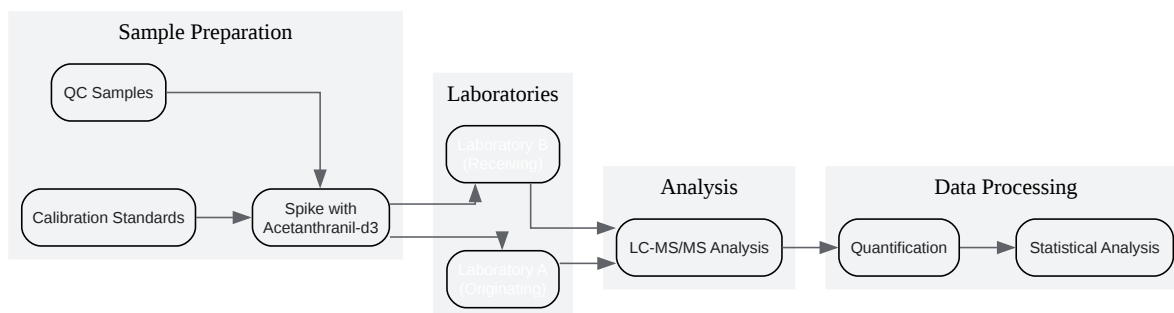 Sample Preparation
QC Samples
Calibration Standards
Spike with
Acetanthranil-d3
Laboratories
Laboratory B
(Receiving)
Laboratory A
(Originating)
Analysis
LC-MS/MS Analysis
Data Processing
Quantification
Statistical Analysis